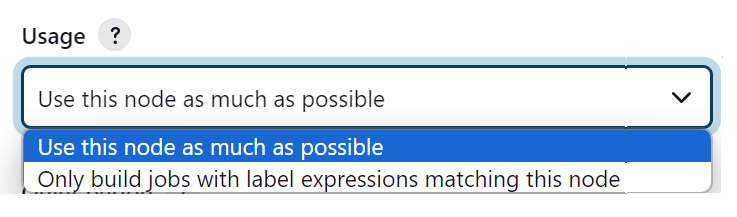 Usage ?
Use this node as much as possible
Use this node as much as possible
Only build jobs with label expressions matching this node